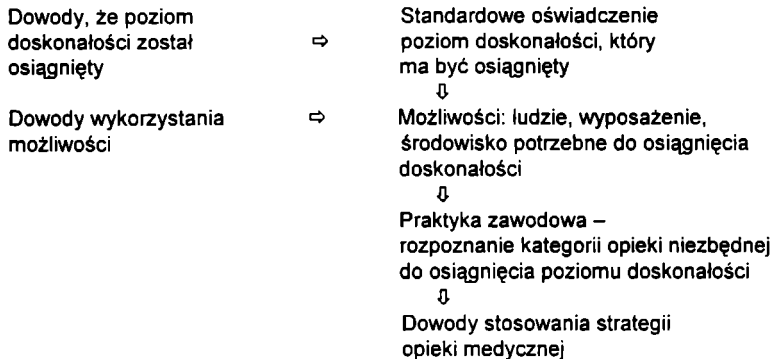 Dowody, że poziom
doskonałości został
osiągnięty
⇨
Standardowe oświadczenie
poziom doskonałości, który
ma być osiągnięty
⇩
Dowody wykorzystania
możliwości
⇨
Możliwości: ludzie, wyposażenie,
środowisko potrzebne do osiągnięcia
doskonałości
⇩
Praktyka zawodowa –
rozpoznanie kategorii opieki niezbędnej
do osiągnięcia poziomu doskonałości
⇩
Dowody stosowania strategii
opieki medycznej